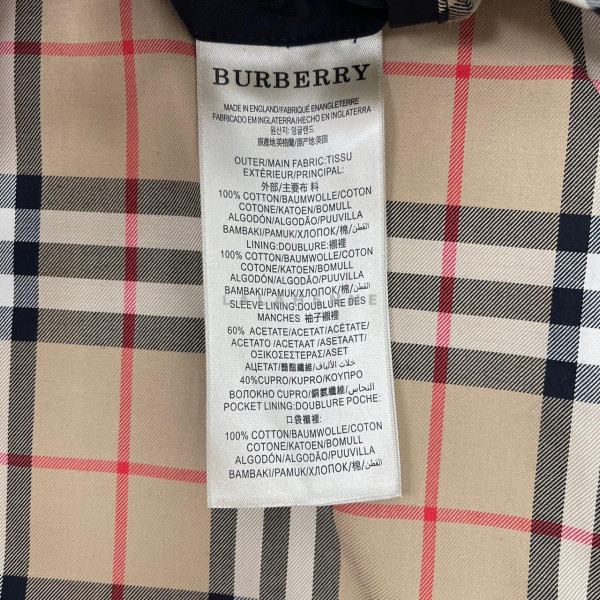 BURBERRY
MADE IN ENGLAND/FABRIQUÉ ENANGLETERRE
FABRICADO EM INGLATERRA/HECHO EN INGLATERRA
원산지: 잉글랜드
原產地:英格蘭/原产地:英国
OUTER/MAIN FABRIC:TISSU
EXTÉRIEUR/PRINCIPAL:
外部/主要布 料
100% COTTON/BAUMWOLLE/COTON
COTONE/KATOEN/BOMULL
ALGODÓN/ALGODÃO/PUUVILLA
BAMBAKI/PAMUK/ХЛОПОК/棉/القطن/
LINING:DOUBLURE:襯裡
100% COTTON/BAUMWOLLE/COTON
COTONE/KATOEN/BOMULL
ALGODÓN/ALGODÃO/PUUVILLA
BAMBAKI/PAMUK/ХЛОПОК/棉/القطن/
SLEEVE LINING:DOUBLURE DES
MANCHES 袖子襯裡
60% ACETATE/ACETAT/ACÉTATE/
ACETATO /ACETAAT /ASETAATT/
ΟΞΙΚΟΣΕΣΤΕΡΑΣ/ASET
АЦЕТАТ/醋酯纖維/خلات الألياف/
40%CUPRO/KUPRO/ΚΟΥΠΡΟ
ВОЛОКНО CUPRO/銅氨纖維/النحاس/
POCKET LINING:DOUBLURE POCHE:
口袋襯裡:
100% COTTON/BAUMWOLLE/COTON
COTONE/KATOEN/BOMULL
ALGODÓN/ALGODÃO/PUUVILLA
BAMBAKI/PAMUK/ХЛОПОК/棉/القطن/